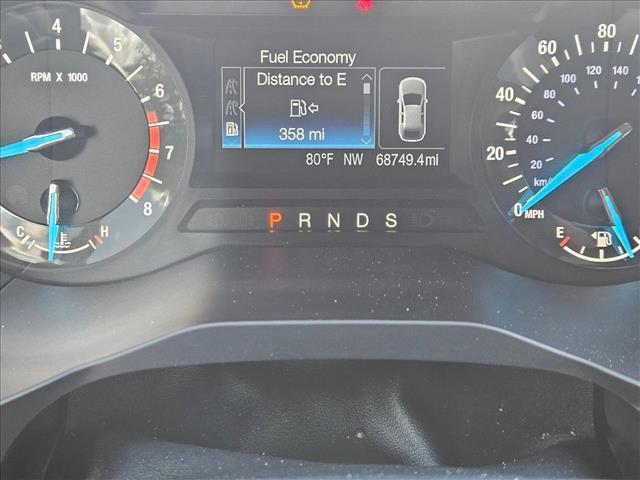 4 5 6 7 8
RPM X 1000
C H
Fuel Economy
Distance to E
358 mi
80°F NW 68749.4mi
P R N D S
0 20 40 60 80
20 40 60 80 100 120 140
km/
MPH
E